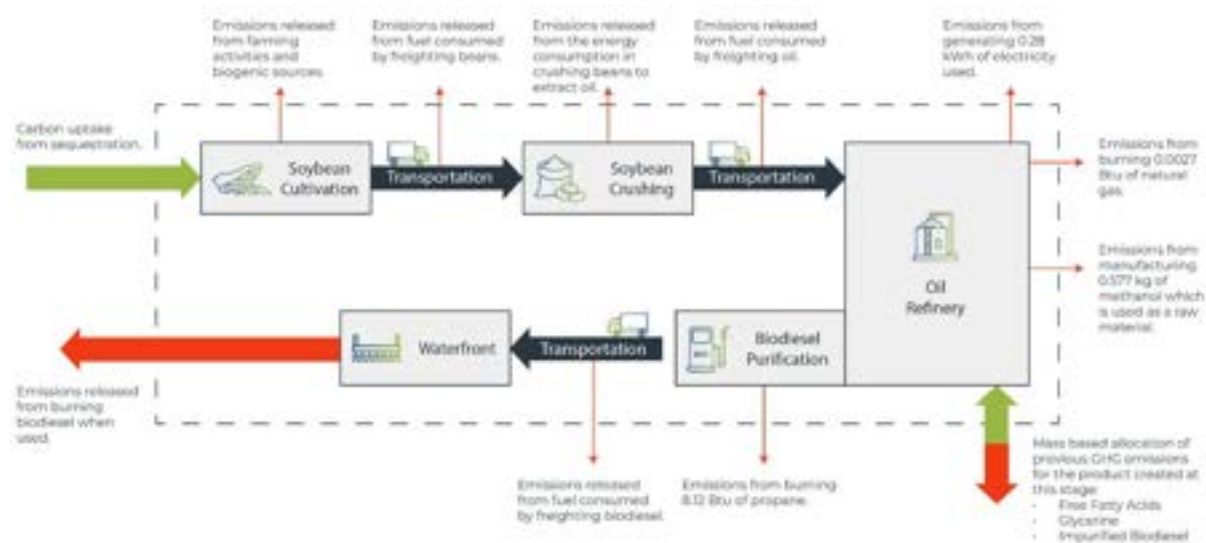 Emissions released
from farming
activities and
biogenic sources.
Emissions released
from fuel consumed
by freighting beans.
Emissions released
from the energy
consumption in
crushing beans to
extract oil.
Emissions released
from fuel consumed
by freighting oil.
Emissions from
generating 0.28
kWh of electricity
used.
Carbon uptake
from sequestration.
Soybean
Cultivation
Transportation
Soybean
Crushing
Transportation
Oil
Refinery
Emissions from
burning 0.0027
Btu of natural
gas.
Emissions from
manufacturing
0.577 kg of
methanol which
is used as a raw
material.
Waterfront
Transportation
Biodiesel
Purification
Emissions released
from burning
biodiesel when
used.
Emissions released
from fuel consumed
by freighting biodiesel.
Emissions from burning
8.12 Btu of propane.
Mass based allocation of
previous GHG emissions
for the product created at
this stage:
· Free Fatty Acids
· Glycerine
· Impurified Biodiesel